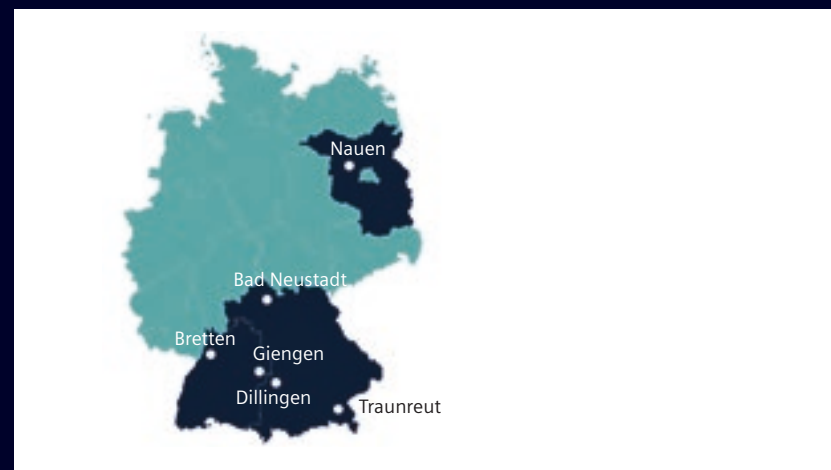 Nauen
Bad Neustadt
Bretten
Giengen
Dillingen
Traunreut